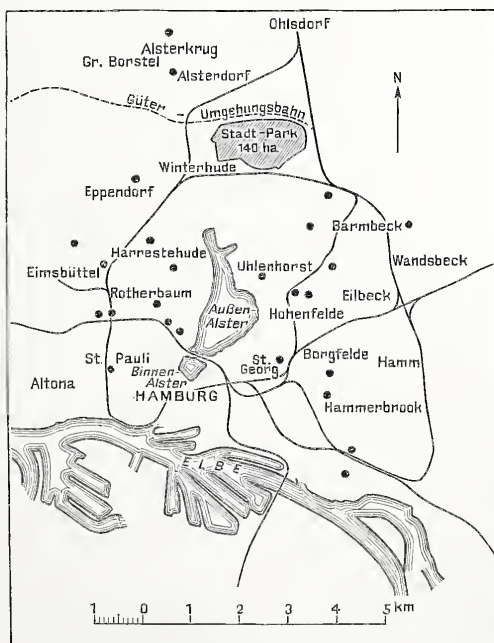 Ohlsdorf
Alsterkrug
Gr. Borstel
Alsterdorf
N
Güter -
Umgehungsbahn
Stadt-Park
140 ha
Winterhude
Eppendorf
Barmbeck
Harrestehude
Wandsbeck
Uhlenhorst
Eimsbüttel
Eilbeck
Rotherbaum
Außen-
Alster
Hohenfelde
St. Pauli
Binnen-
Alster
St.
Georg
Borgfelde
Hamm
Altona
HAMBURG
Hammerbrook
ELBE
1 0 1 2 3 4 5
km